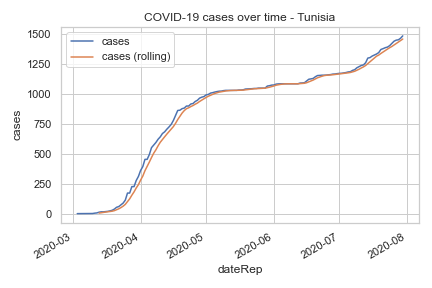 COVID-19 cases over time - Tunisia
cases
cases (rolling)
1500
1250
1000
750
500
250
0
cases
2020-03
2020-04
2020-05
2020-06
2020-07
2020-08
dateRep